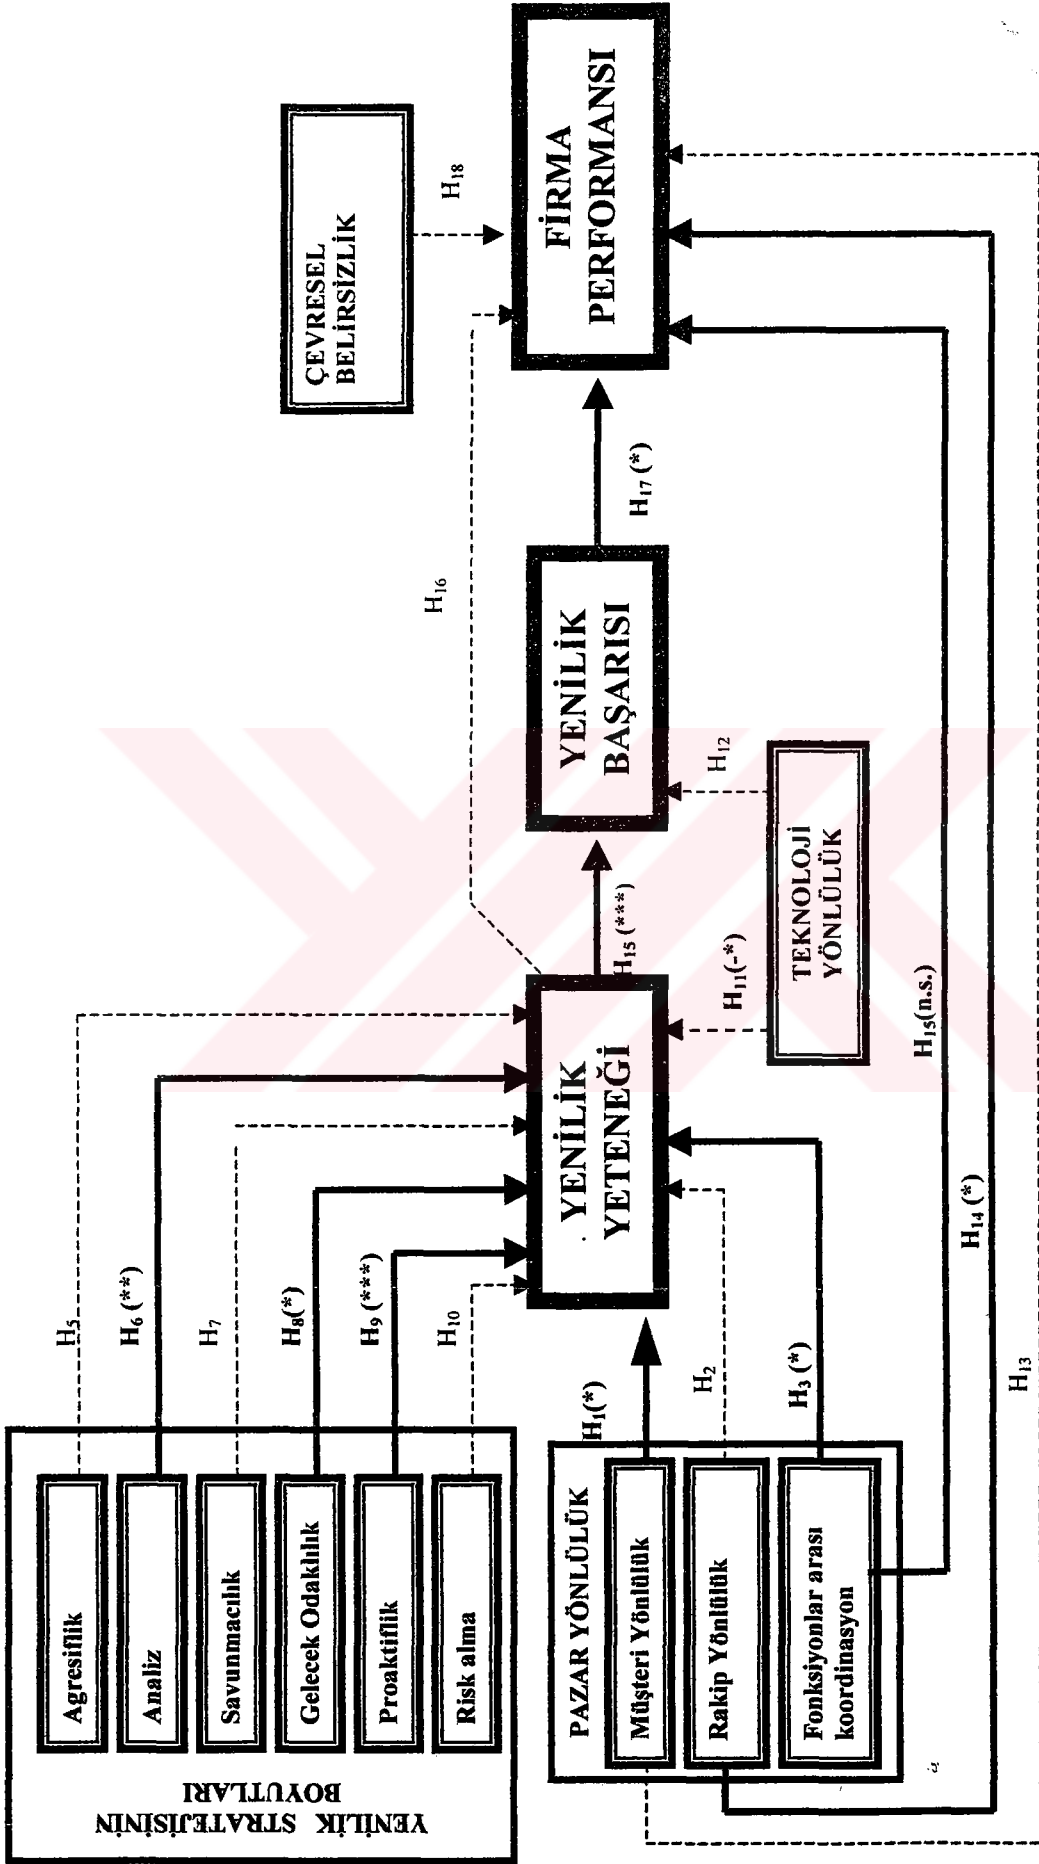 YENİLİK STRATEJİSİNİN
BOYUTLARI
Agresiflik
Analiz
Savunmacılık
Gelecek Odaklılık
Proaktiflik
Risk alma
H5
H6 (**)
H7
H8(*)
H9 (***)
H10
PAZAR YÖNLÜLÜK
Müşteri Yönlülük
Rakip Yönlülük
Fonksiyonlar arası
koordinasyon
H1(*)
H2
H3 (*)
YENİLİK
YETENEĞİ
H15 (***)
H11(-*)
TEKNOLOJİ
YÖNLÜLÜK
H12
YENİLİK
BAŞARISI
H16
H17 (*)
ÇEVRESEL
BELİRSİZLİK
H18
FİRMA
PERFORMANSI
H15(n.s.)
H14 (*)
H13